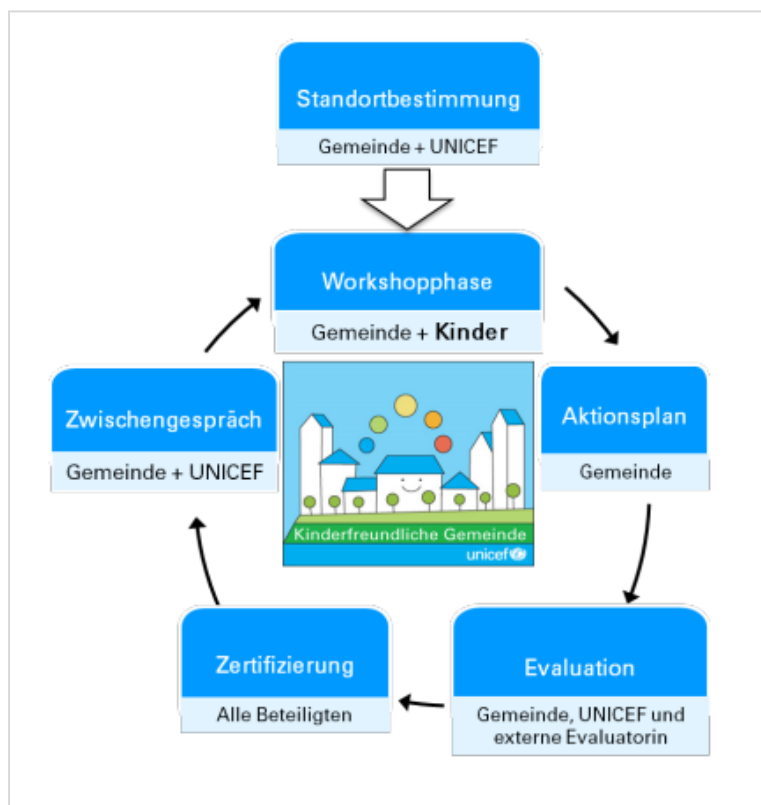 Standortbestimmung
Gemeinde + UNICEF
Workshopphase
Gemeinde + Kinder
Zwischengespräch
Gemeinde + UNICEF
Aktionsplan
Gemeinde
Kinderfreundliche Gemeinde
unicef
Zertifizierung
Alle Beteiligten
Evaluation
Gemeinde, UNICEF und
externe Evaluatorin